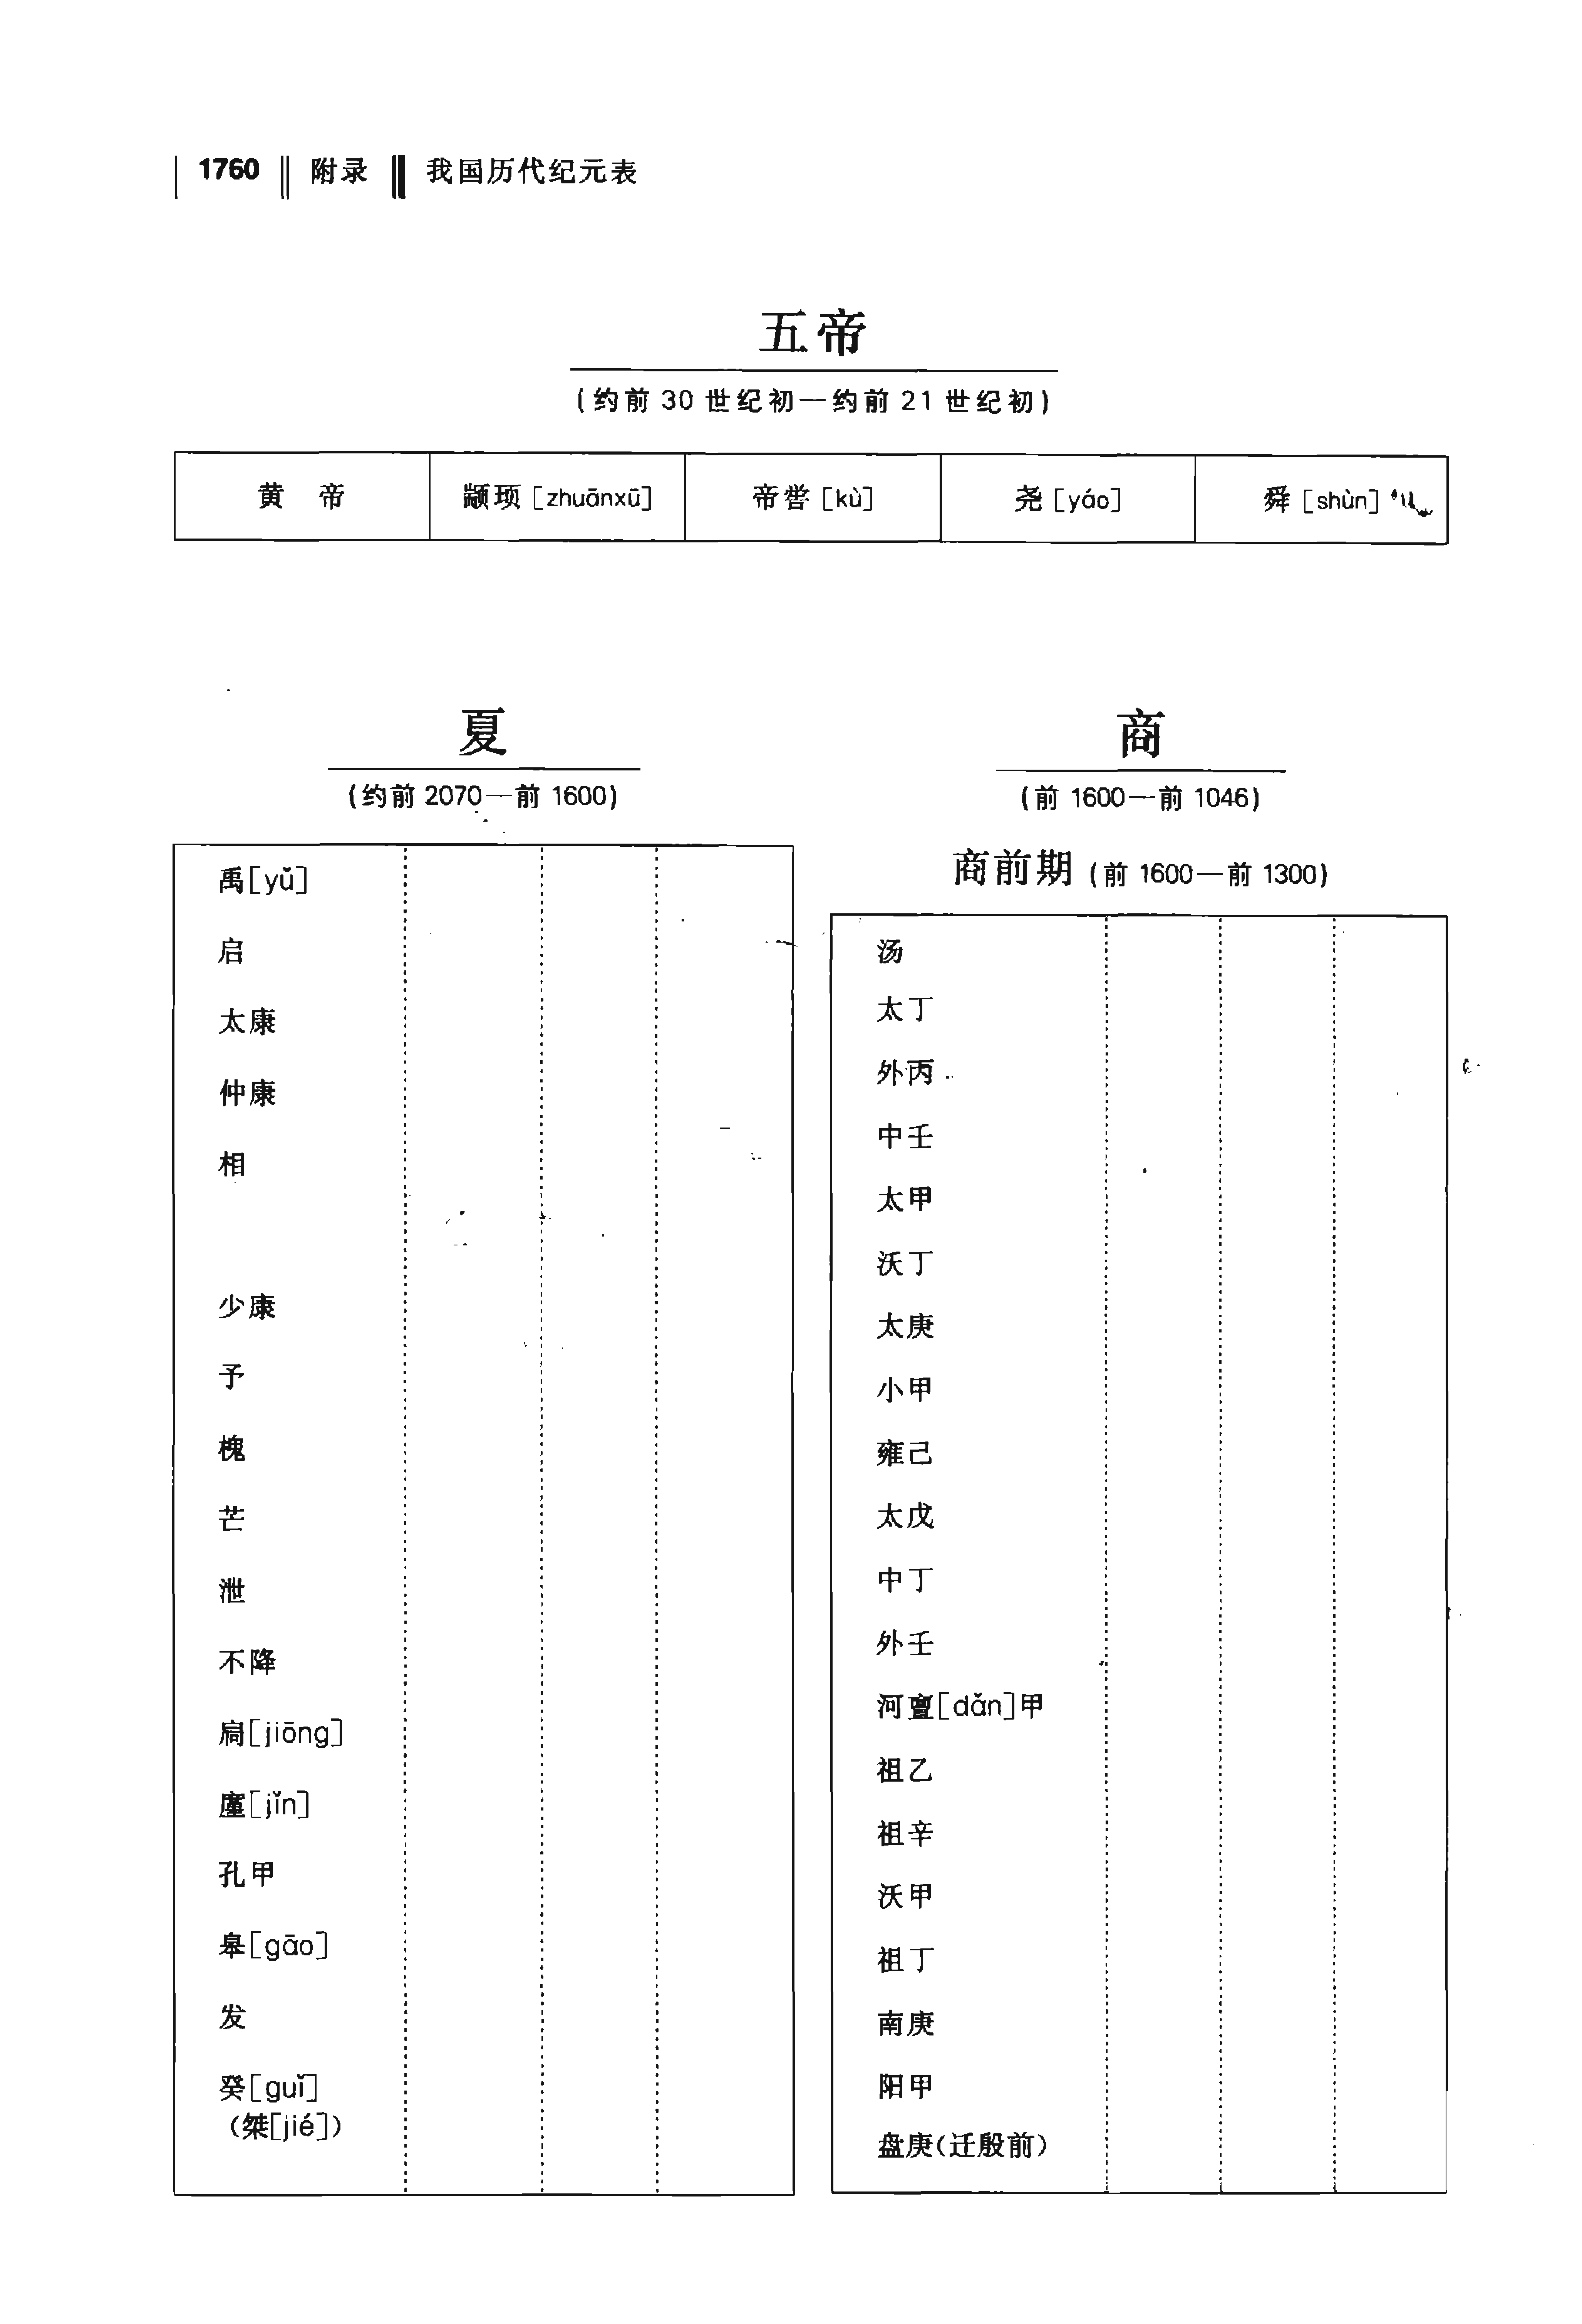 1760 附录 我国历代纪元表
五帝
(约前 30 世纪初—约前 21 世纪初)
黄 帝 颛顼[zhuānxū] 帝喾[kù] 尧[yáo] 舜[shùn]
夏
(约前 2070—前 1600)
禹[yǔ]
启
太康
仲康
相
少康
予
槐
芒
泄
不降
扃[jiōng]
廑[jǐn]
孔甲
皋[gāo]
发
癸[guǐ]
(桀[jié])
商
(前 1600—前 1046)
商前期 (前 1600—前 1300)
汤
太丁
外丙
中壬
太甲
沃丁
太庚
小甲
雍己
太戊
中丁
外壬
河亶[dǎn]甲
祖乙
祖辛
沃甲
祖丁
南庚
阳甲
盘庚(迁殷前)